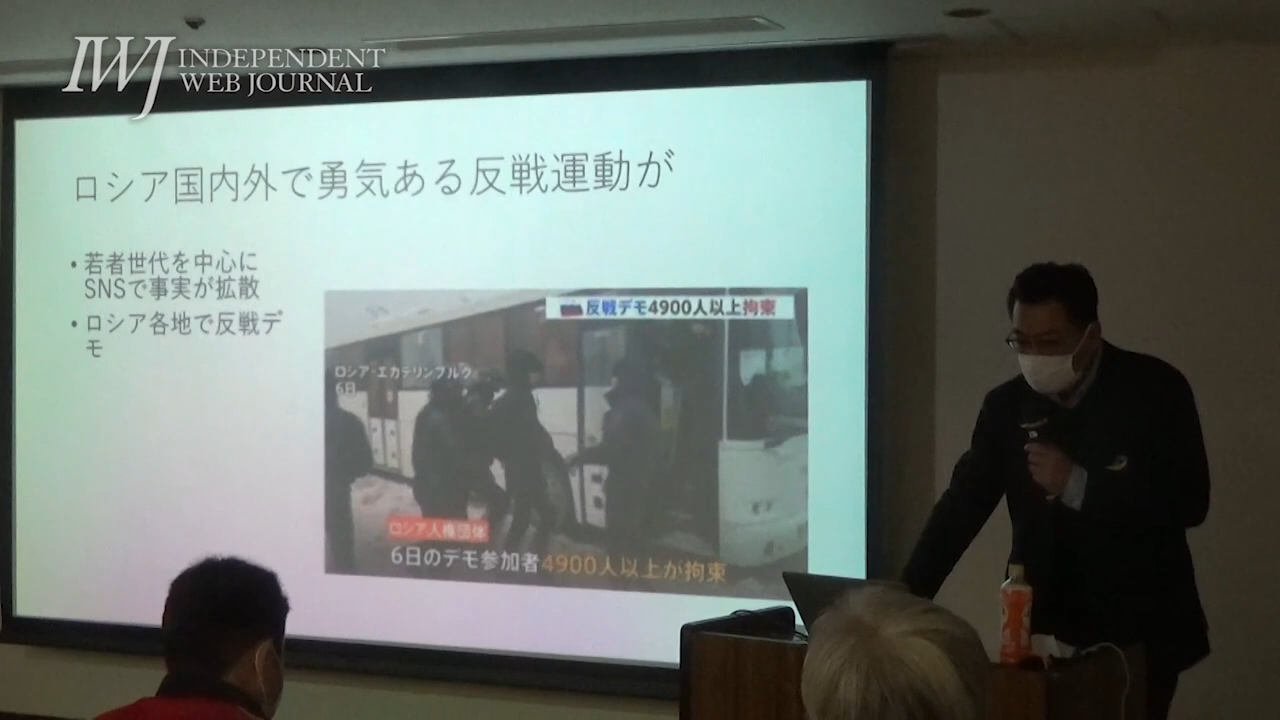 IWJ INDEPENDENT
WEB JOURNAL
ロシア国内外で勇気ある反戦運動が
• 若者世代を中心に
SNSで事実が拡散
• ロシア各地で反戦デ
モ
反戦デモ4900人以上拘束
ロシア・エカテリンブルク
6日
ロシア人権団体
6日のデモ参加者4900人以上が拘束